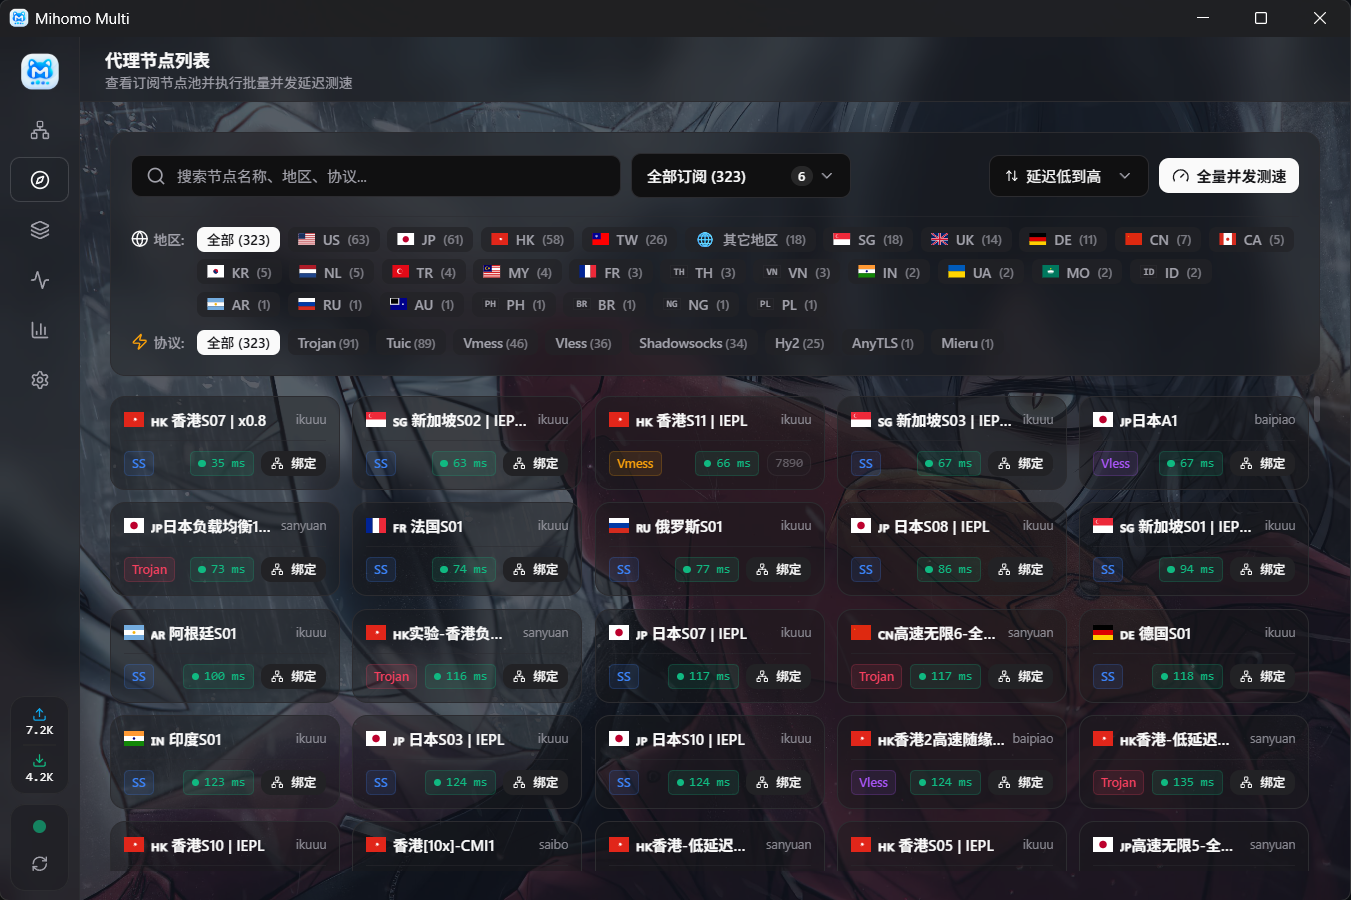 Mihomo Multi
代理节点列表
查看订阅节点池并执行批量并发延迟测速
搜索节点名称、地区、协议... 全部订阅 (323) 6 延迟低到高 全量并发测速
地区: 全部 (323) US (63) JP (61) HK (58) TW (26) 其它地区 (18) SG (18) UK (14) DE (11) CN (7) CA (5)
KR (5) NL (5) TR (4) MY (4) FR (3) TH TH (3) VN VN (3) IN (2) UA (2) MO (2) ID ID (2)
AR (1) RU (1) AU (1) PH PH (1) BR BR (1) NG NG (1) PL PL (1)
协议: 全部 (323) Trojan (91) Tuic (89) Vmess (46) Vless (36) Shadowsocks (34) Hy2 (25) AnyTLS (1) Mieru (1)
HK 香港S07 | x0.8 ikuuu SG 新加坡S02 | IEP... ikuuu HK 香港S11 | IEPL ikuuu SG 新加坡S03 | IEP... ikuuu JP日本A1 baipiao
SS 35 ms 绑定 SS 63 ms 绑定 Vmess 66 ms 7890 SS 67 ms 绑定 Vless 67 ms 绑定
JP日本负载均衡1... sanyuan FR 法国S01 ikuuu RU 俄罗斯S01 ikuuu JP 日本S08 | IEPL ikuuu SG 新加坡S01 | IEP... ikuuu
Trojan 73 ms 绑定 SS 74 ms 绑定 SS 77 ms 绑定 SS 86 ms 绑定 SS 94 ms 绑定
AR 阿根廷S01 ikuuu HK实验-香港负... sanyuan JP 日本S07 | IEPL ikuuu CN高速无限6-全... sanyuan DE 德国S01 ikuuu
SS 100 ms 绑定 Trojan 116 ms 绑定 SS 117 ms 绑定 Trojan 117 ms 绑定 SS 118 ms 绑定
IN 印度S01 ikuuu JP 日本S03 | IEPL ikuuu JP 日本S10 | IEPL ikuuu HK香港2高速随缘... baipiao HK香港-低延迟... sanyuan
SS 123 ms 绑定 SS 124 ms 绑定 SS 124 ms 绑定 Vless 124 ms 绑定 Trojan 135 ms 绑定
HK 香港S10 | IEPL ikuuu 香港[10x]-CMI1 saibo HK香港-低延迟... sanyuan HK 香港S05 | IEPL ikuuu JP高速无限5-全... sanyuan
7.2K
4.2K